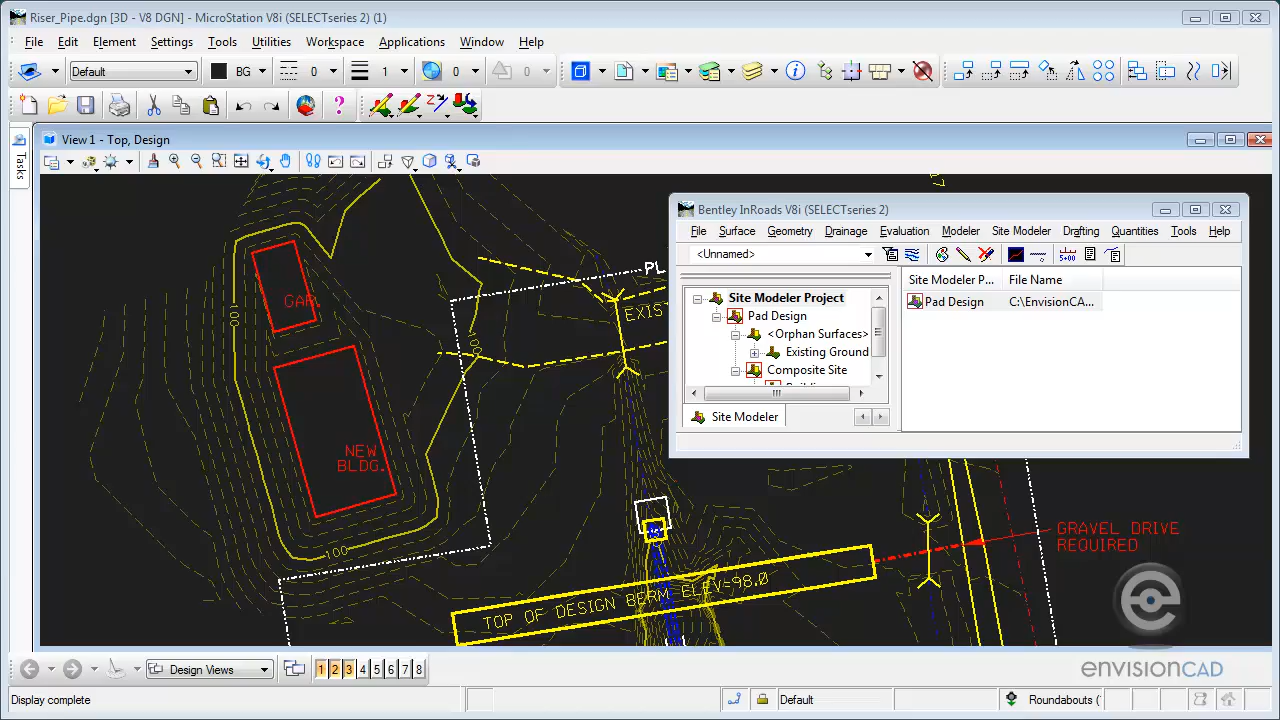 Riser_Pipe.dgn [3D - V8 DGN] - MicroStation V8i (SELECTseries 2) (1)
File Edit Element Settings Tools Utilities Workspace Applications Window Help
Default BG 0 1 0 0
View 1 - Top, Design
Tasks
Bentley InRoads V8i (SELECTseries 2)
File Surface Geometry Drainage Evaluation Modeler Site Modeler Drafting Quantities Tools Help
<Unnamed>
Site Modeler Project
Pad Design
<Orphan Surfaces>
Existing Ground
Composite Site
Site Modeler
Site Modeler P... File Name
Pad Design C:\EnvisionCA...
PL
EXIST
GAR.
100
100
100
NEW
BLDG.
TOP OF DESIGN BERM ELEV=98.0
GRAVEL DRIVE
REQUIRED
envisionCAD
Design Views 1 2 3 4 5 6 7 8
Display complete Default Roundabouts (